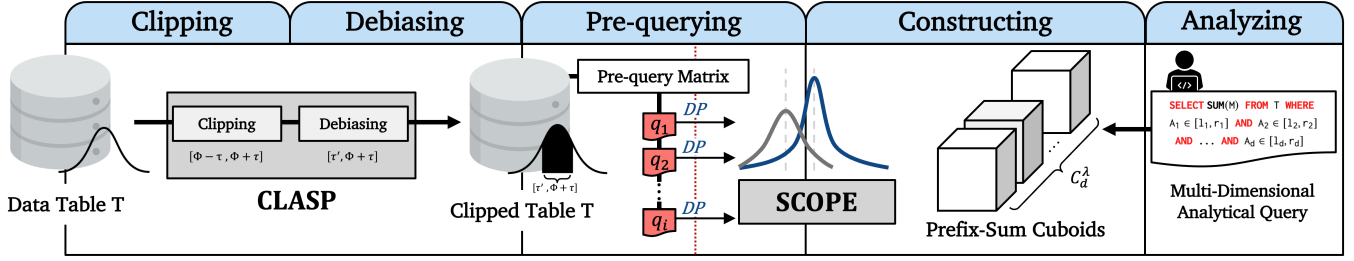 Clipping
Debiasing
Pre-querying
Constructing
Analyzing
Data Table T
Clipping
[Φ−τ, Φ+τ]
Debiasing
[τ′, Φ+τ]
CLASP
[τ′, Φ+τ]
Clipped Table T
Pre-query Matrix
q1
DP
q2
DP
qi
DP
SCOPE
C_d^λ
Prefix-Sum Cuboids
</>
SELECT SUM(M) FROM T WHERE
A1 ∈ [l1, r1] AND A2 ∈ [l2, r2]
AND ... AND Ad ∈ [ld, rd]
Multi-Dimensional
Analytical Query